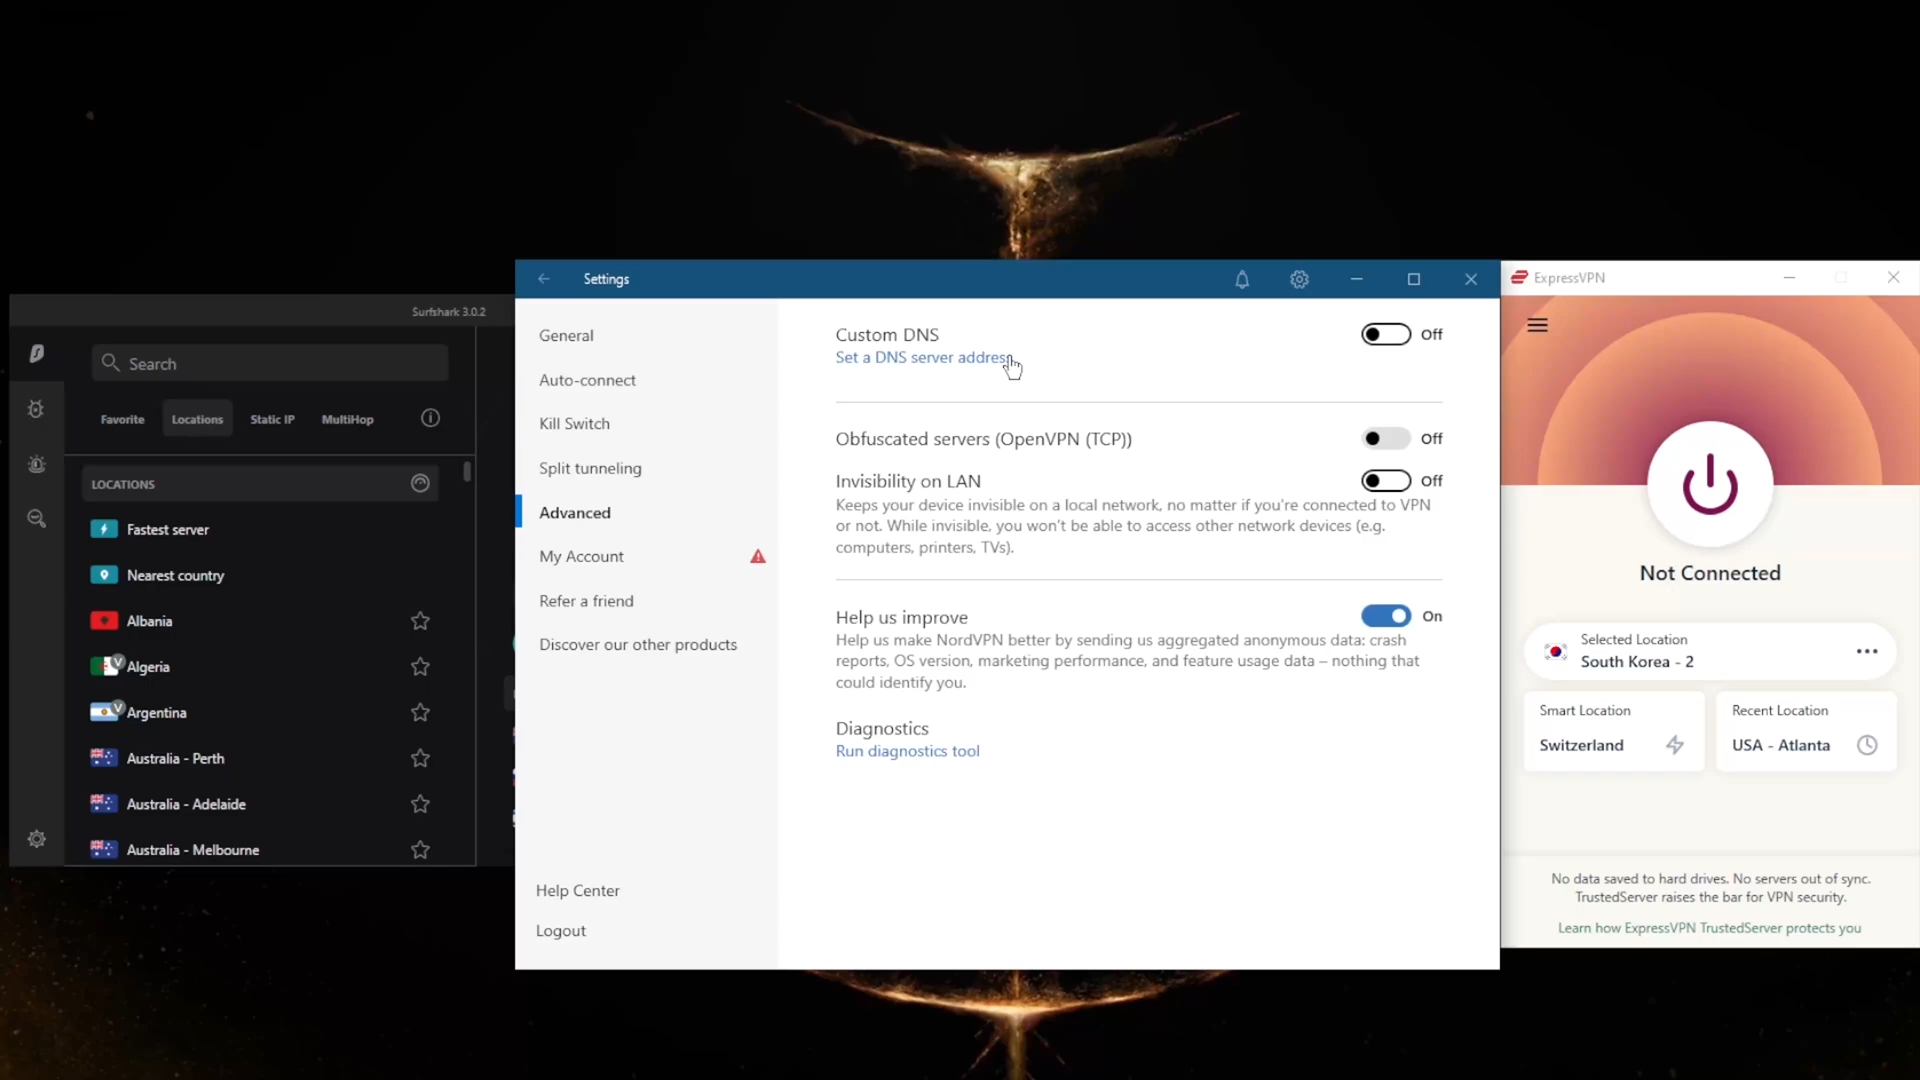 Surfshark 3.0.2
Search
Favorite
Locations
Static IP
MultiHop
LOCATIONS
Fastest server
Nearest country
Albania
V Algeria
V Argentina
Australia - Perth
Australia - Adelaide
Australia - Melbourne
Settings
General
Auto-connect
Kill Switch
Split tunneling
Advanced
My Account
Refer a friend
Discover our other products
Help Center
Logout
Custom DNS
Off
Set a DNS server address
Obfuscated servers (OpenVPN (TCP))
Off
Invisibility on LAN
Off
Keeps your device invisible on a local network, no matter if you're connected to VPN
or not. While invisible, you won't be able to access other network devices (e.g.
computers, printers, TVs).
Help us improve
On
Help us make NordVPN better by sending us aggregated anonymous data: crash
reports, OS version, marketing performance, and feature usage data – nothing that
could identify you.
Diagnostics
Run diagnostics tool
ExpressVPN
Not Connected
Selected Location
South Korea - 2
Smart Location
Switzerland
Recent Location
USA - Atlanta
No data saved to hard drives. No servers out of sync.
TrustedServer raises the bar for VPN security.
Learn how ExpressVPN TrustedServer protects you